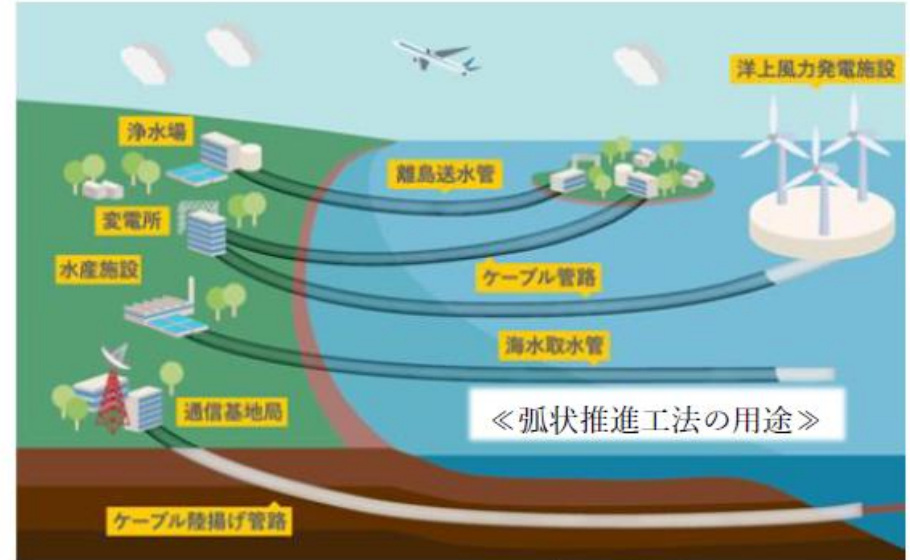 洋上風力発電施設
浄水場
離島送水管
変電所
水産施設
ケーブル管路
海水取水管
通信基地局
≪弧状推進工法の用途≫
ケーブル陸揚げ管路